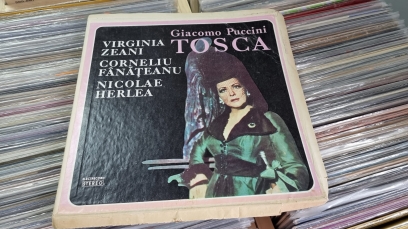 Giacomo Puccini
TOSCA
VIRGINIA
ZEANI
CORNELIU
FÂNĂŢEANU
NICOLAE
HERLEA
STEREO